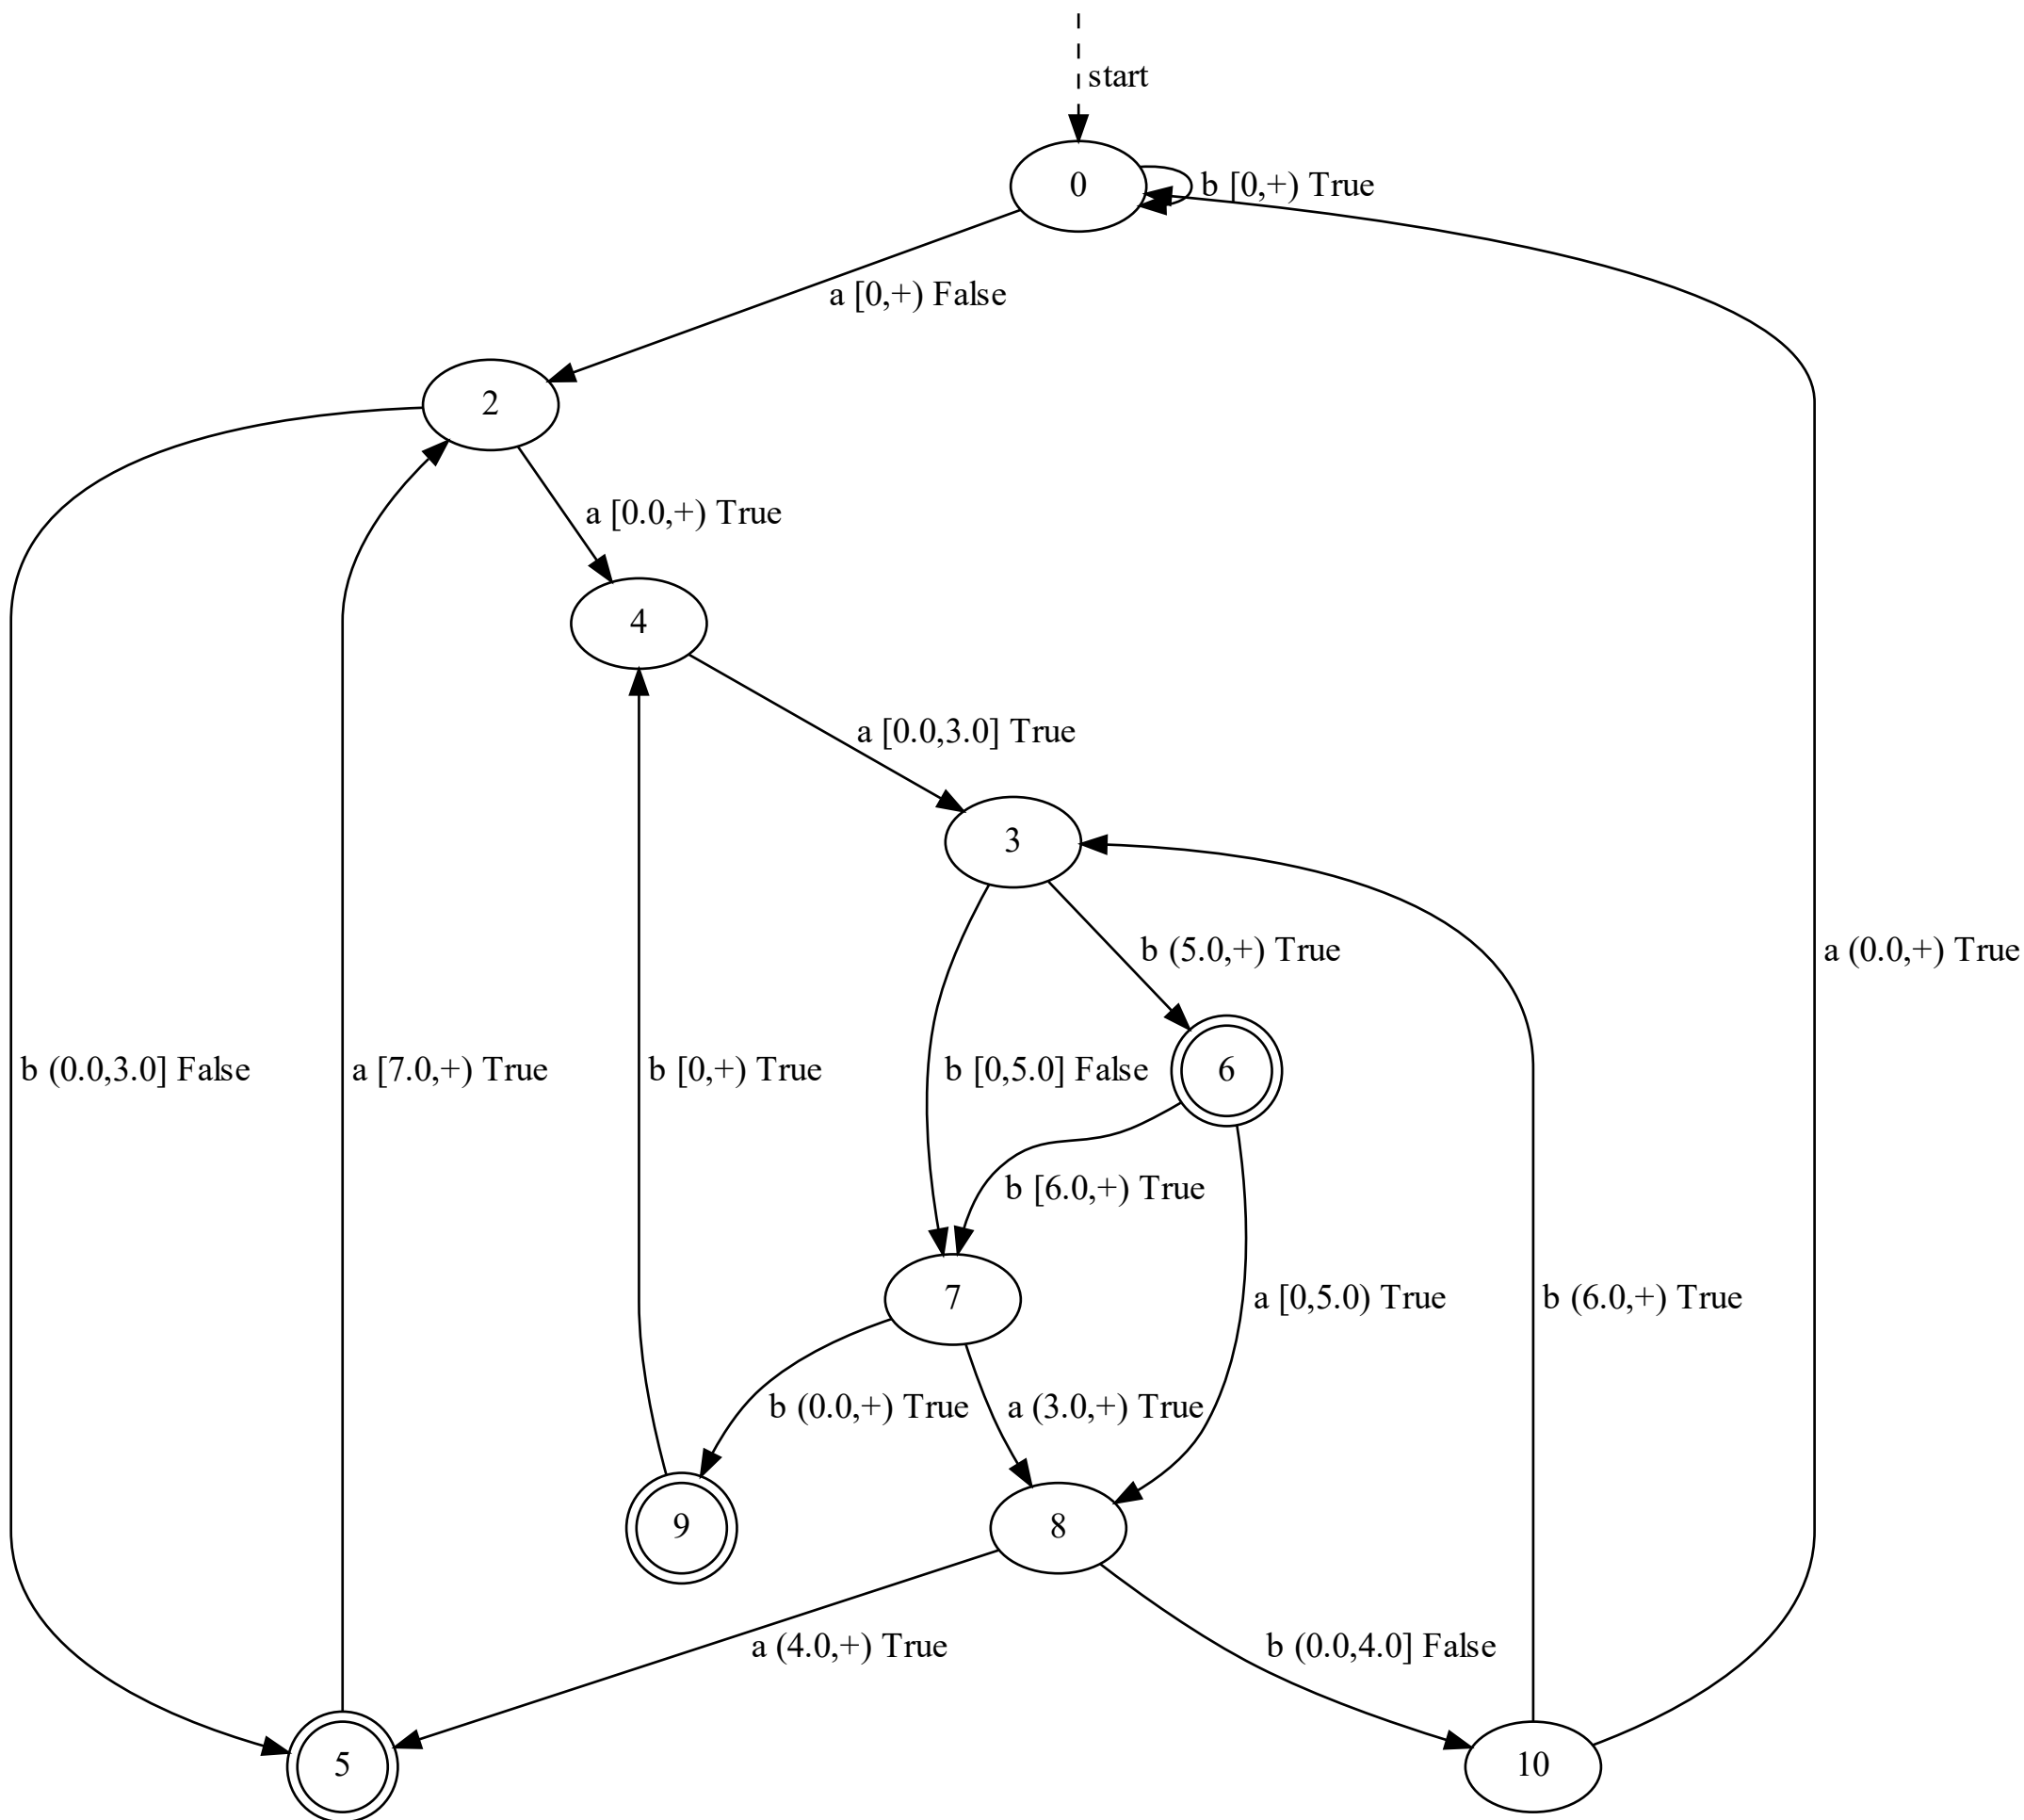 start
0
b [0,+) True
a [0,+) False
2
a [0.0,+) True
4
a [0.0,3.0] True
3
b (5.0,+) True
a (0.0,+) True
b (0.0,3.0] False
a [7.0,+) True
b [0,+) True
b [0,5.0] False
6
b [6.0,+) True
7
a [0,5.0) True
b (6.0,+) True
b (0.0,+) True
a (3.0,+) True
9
8
a (4.0,+) True
b (0.0,4.0] False
5
10